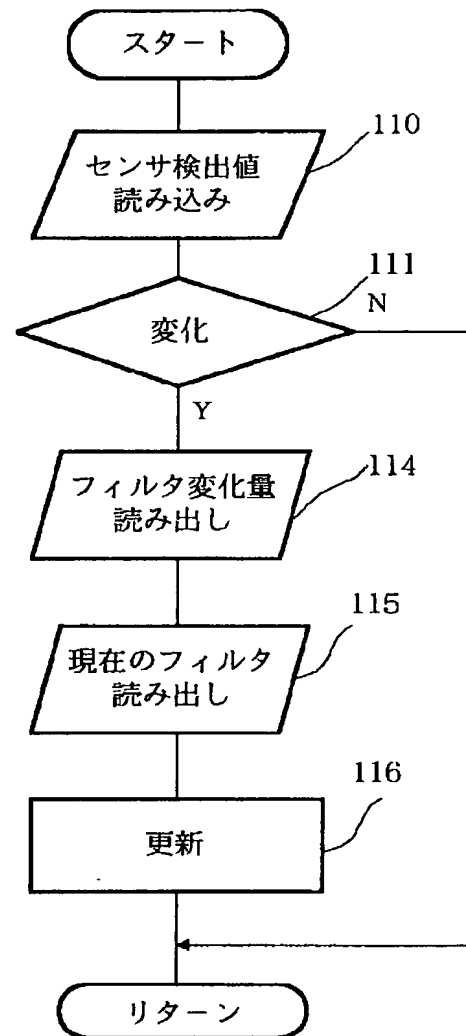 スタート
110
センサ検出値
読み込み
111
N
変化
Y
フィルタ変化量
読み出し
114
115
現在のフィルタ
読み出し
116
更新
リターン